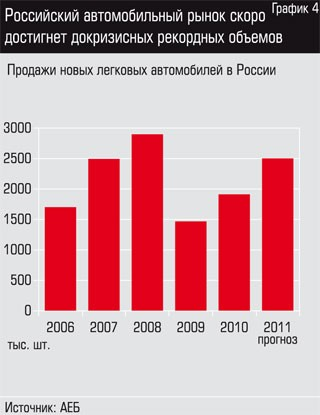 График 4
Российский автомобильный рынок скоро
достигнет докризисных рекордных объемов
Продажи новых легковых автомобилей в России
3000
2500
2000
1500
1000
500
0
2006 2007 2008 2009 2010 2011
тыс. шт. прогноз
Источник: АЕБ